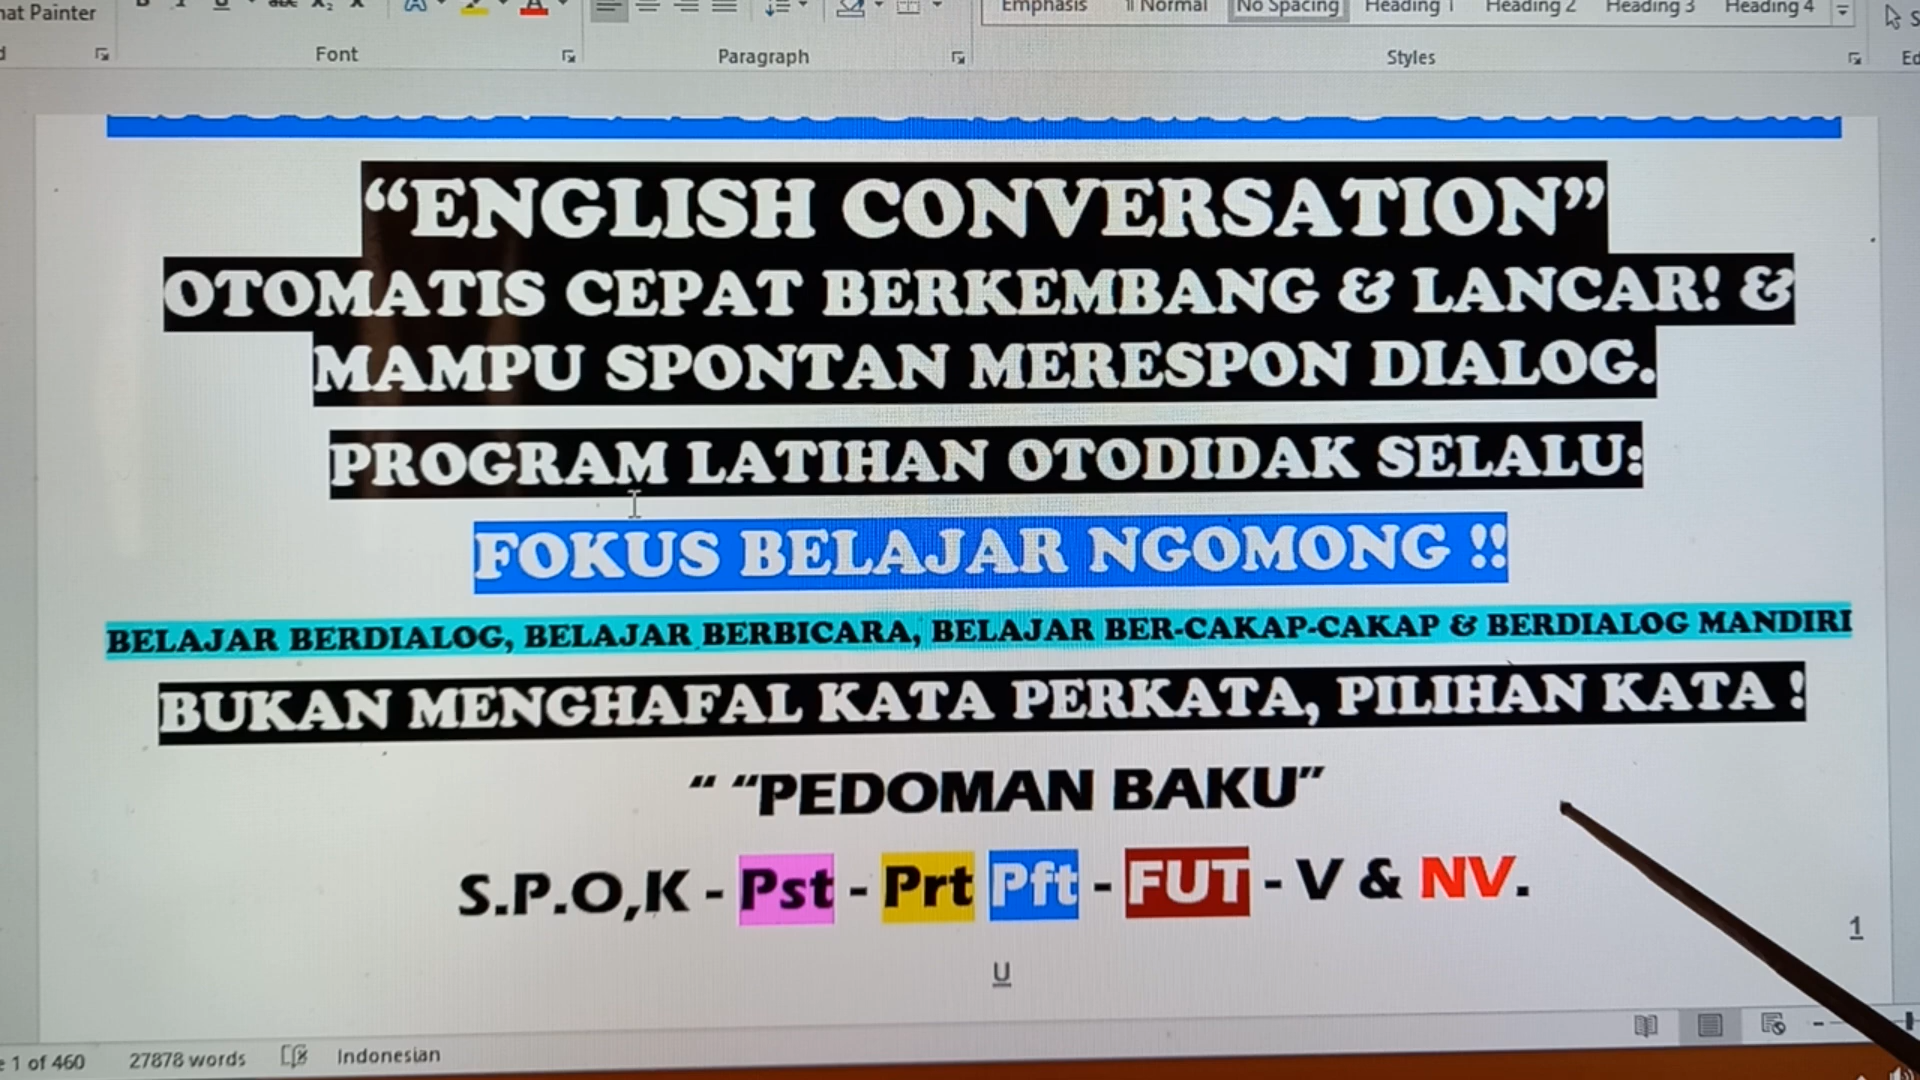 nat Painter
Font
Paragraph
Emphasis
¶ Normal
No Spacing
Heading 1
Heading 2
Heading 3
Heading 4
Styles
“ENGLISH CONVERSATION”
OTOMATIS CEPAT BERKEMBANG & LANCAR! &
MAMPU SPONTAN MERESPON DIALOG.
PROGRAM LATIHAN OTODIDAK SELALU:
FOKUS BELAJAR NGOMONG !!
BELAJAR BERDIALOG, BELAJAR BERBICARA, BELAJAR BER-CAKAP-CAKAP & BERDIALOG MANDIRI
BUKAN MENGHAFAL KATA PERKATA, PILIHAN KATA !
“ “PEDOMAN BAKU”
S.P.O,K - Pst - Prt Pft - FUT - V & NV.
1
U
e 1 of 460
27878 words
Indonesian